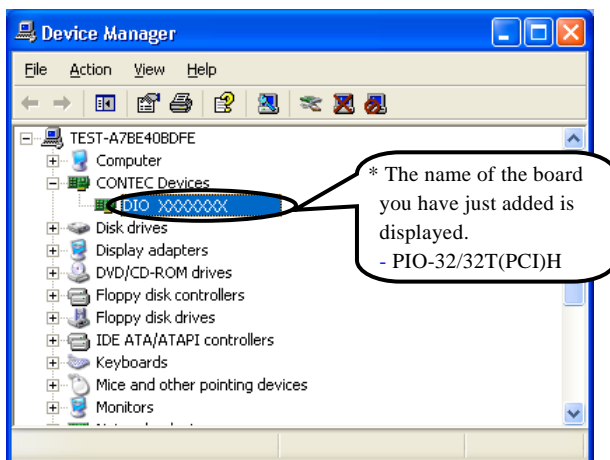 Device Manager
File Action View Help
TEST-A7BE40BDFE
Computer
CONTEC Devices
DIO XXXXXXXX
* The name of the board
you have just added is
displayed.
- PIO-32/32T(PCI)H
Disk drives
Display adapters
DVD/CD-ROM drives
Floppy disk controllers
Floppy disk drives
IDE ATA/ATAPI controllers
Keyboards
Mice and other pointing devices
Monitors